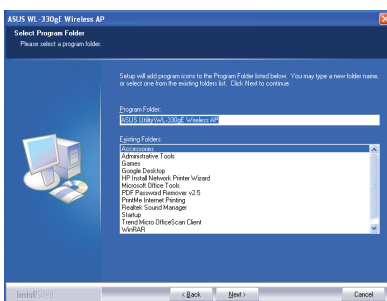 ASUS WL-330gE Wireless AP
Select Program Folder
Please select a program folder.
Setup will add program icons to the Program Folder listed below. You may type a new folder name, or select one from the existing folders list. Click Next to continue.
Program Folder:
ASUS Utility\WL-330gE Wireless AP
Existing Folders:
Accessories
Administrative Tools
Games
Google Desktop
HP Install Network Printer Wizard
Microsoft Office Tools
PDF Password Remover v2.5
PrintMe Internet Printing
Realtek Sound Manager
Startup
Trend Micro OfficeScan Client
WinRAR
InstallShield
< Back
Next >
Cancel